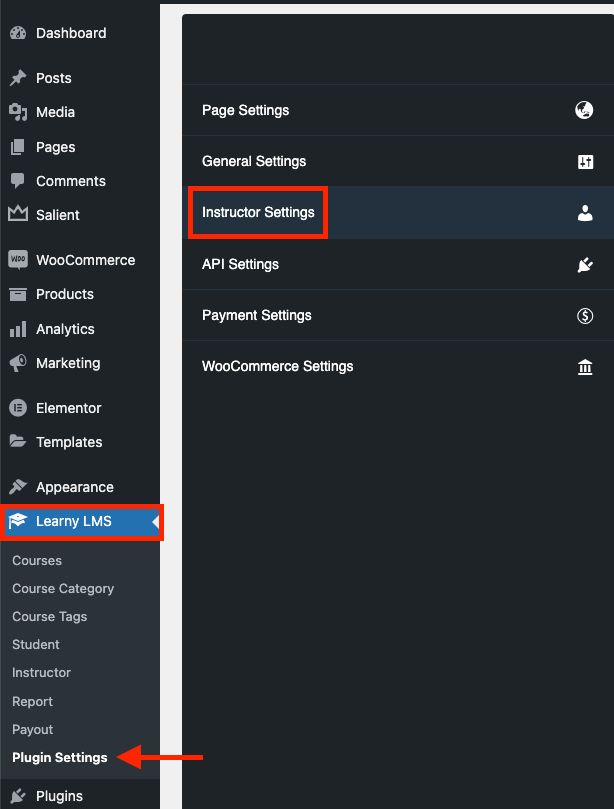 Dashboard
Posts
Media
Pages
Comments
Salient
WOO WooCommerce
Products
Analytics
Marketing
Elementor
Templates
Appearance
Learny LMS
Courses
Course Category
Course Tags
Student
Instructor
Report
Payout
Plugin Settings
Plugins
Page Settings
General Settings
Instructor Settings
API Settings
Payment Settings
WooCommerce Settings